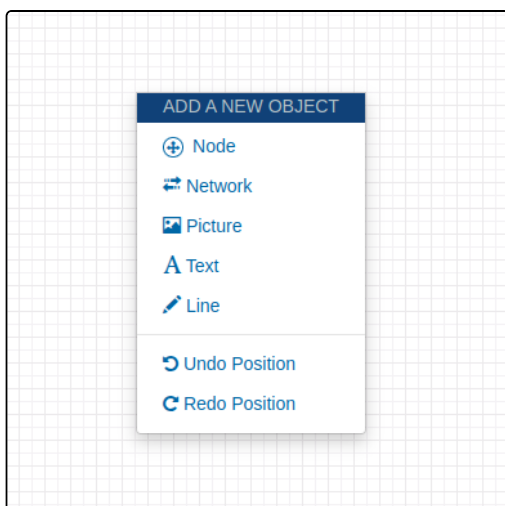 ADD A NEW OBJECT
Node
Network
Picture
Text
Line
Undo Position
Redo Position